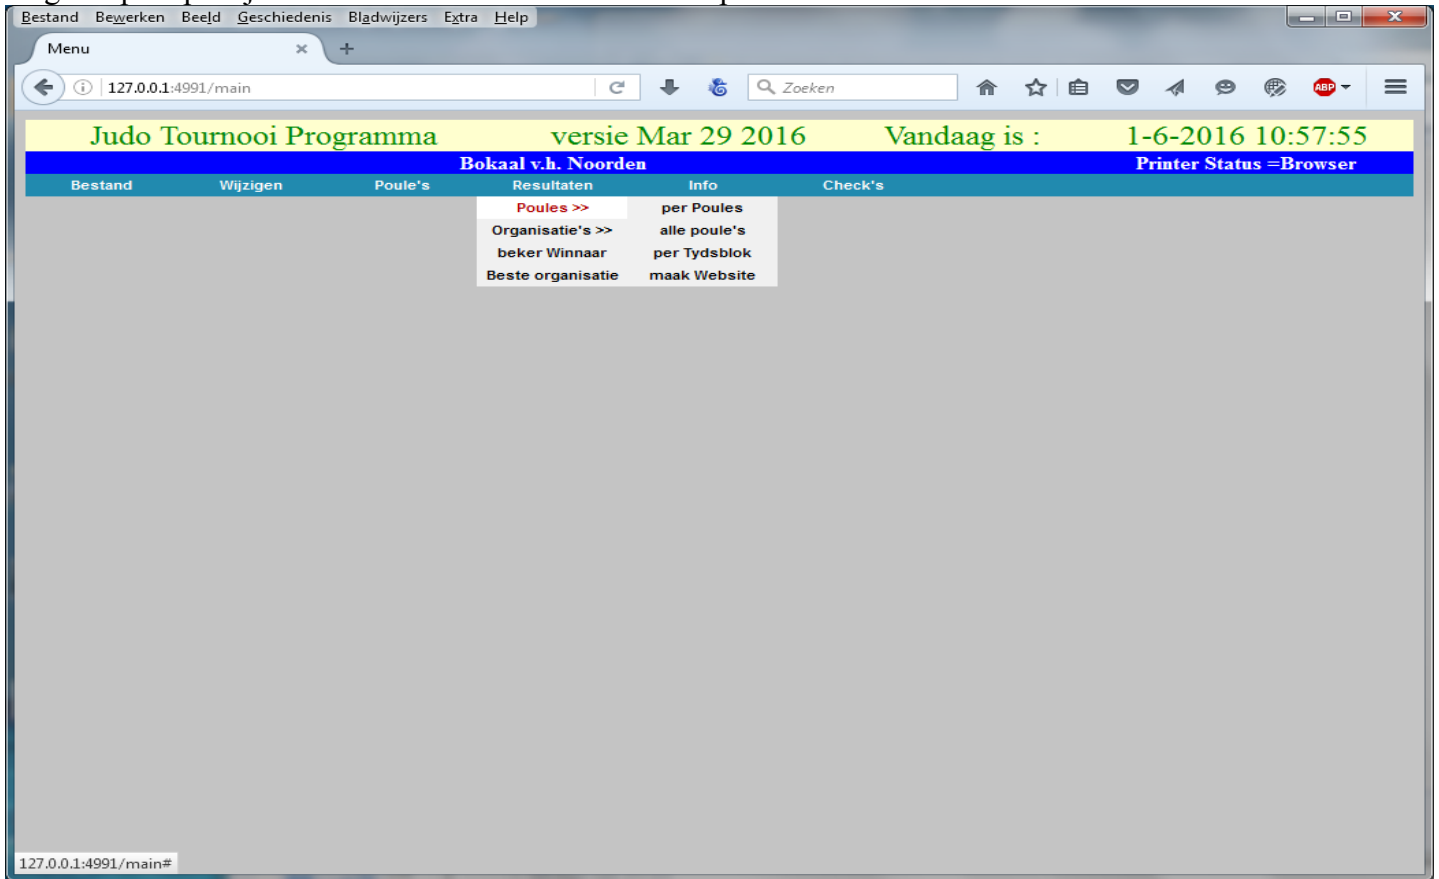 Bestand Bewerken Beeld Geschiedenis Bladwijzers Extra Help
Menu
127.0.0.1:4991/main Zoeken ABP
Judo Tournooi Programma versie Mar 29 2016 Vandaag is : 1-6-2016 10:57:55
Bokaal v.h. Noorden Printer Status =Browser
Bestand Wijzigen Poule's Resultaten Info Check's
Poules >> per Poules
Organisatie's >> alle poule's
beker Winnaar per Tydsblok
Beste organisatie maak Website
127.0.0.1:4991/main#